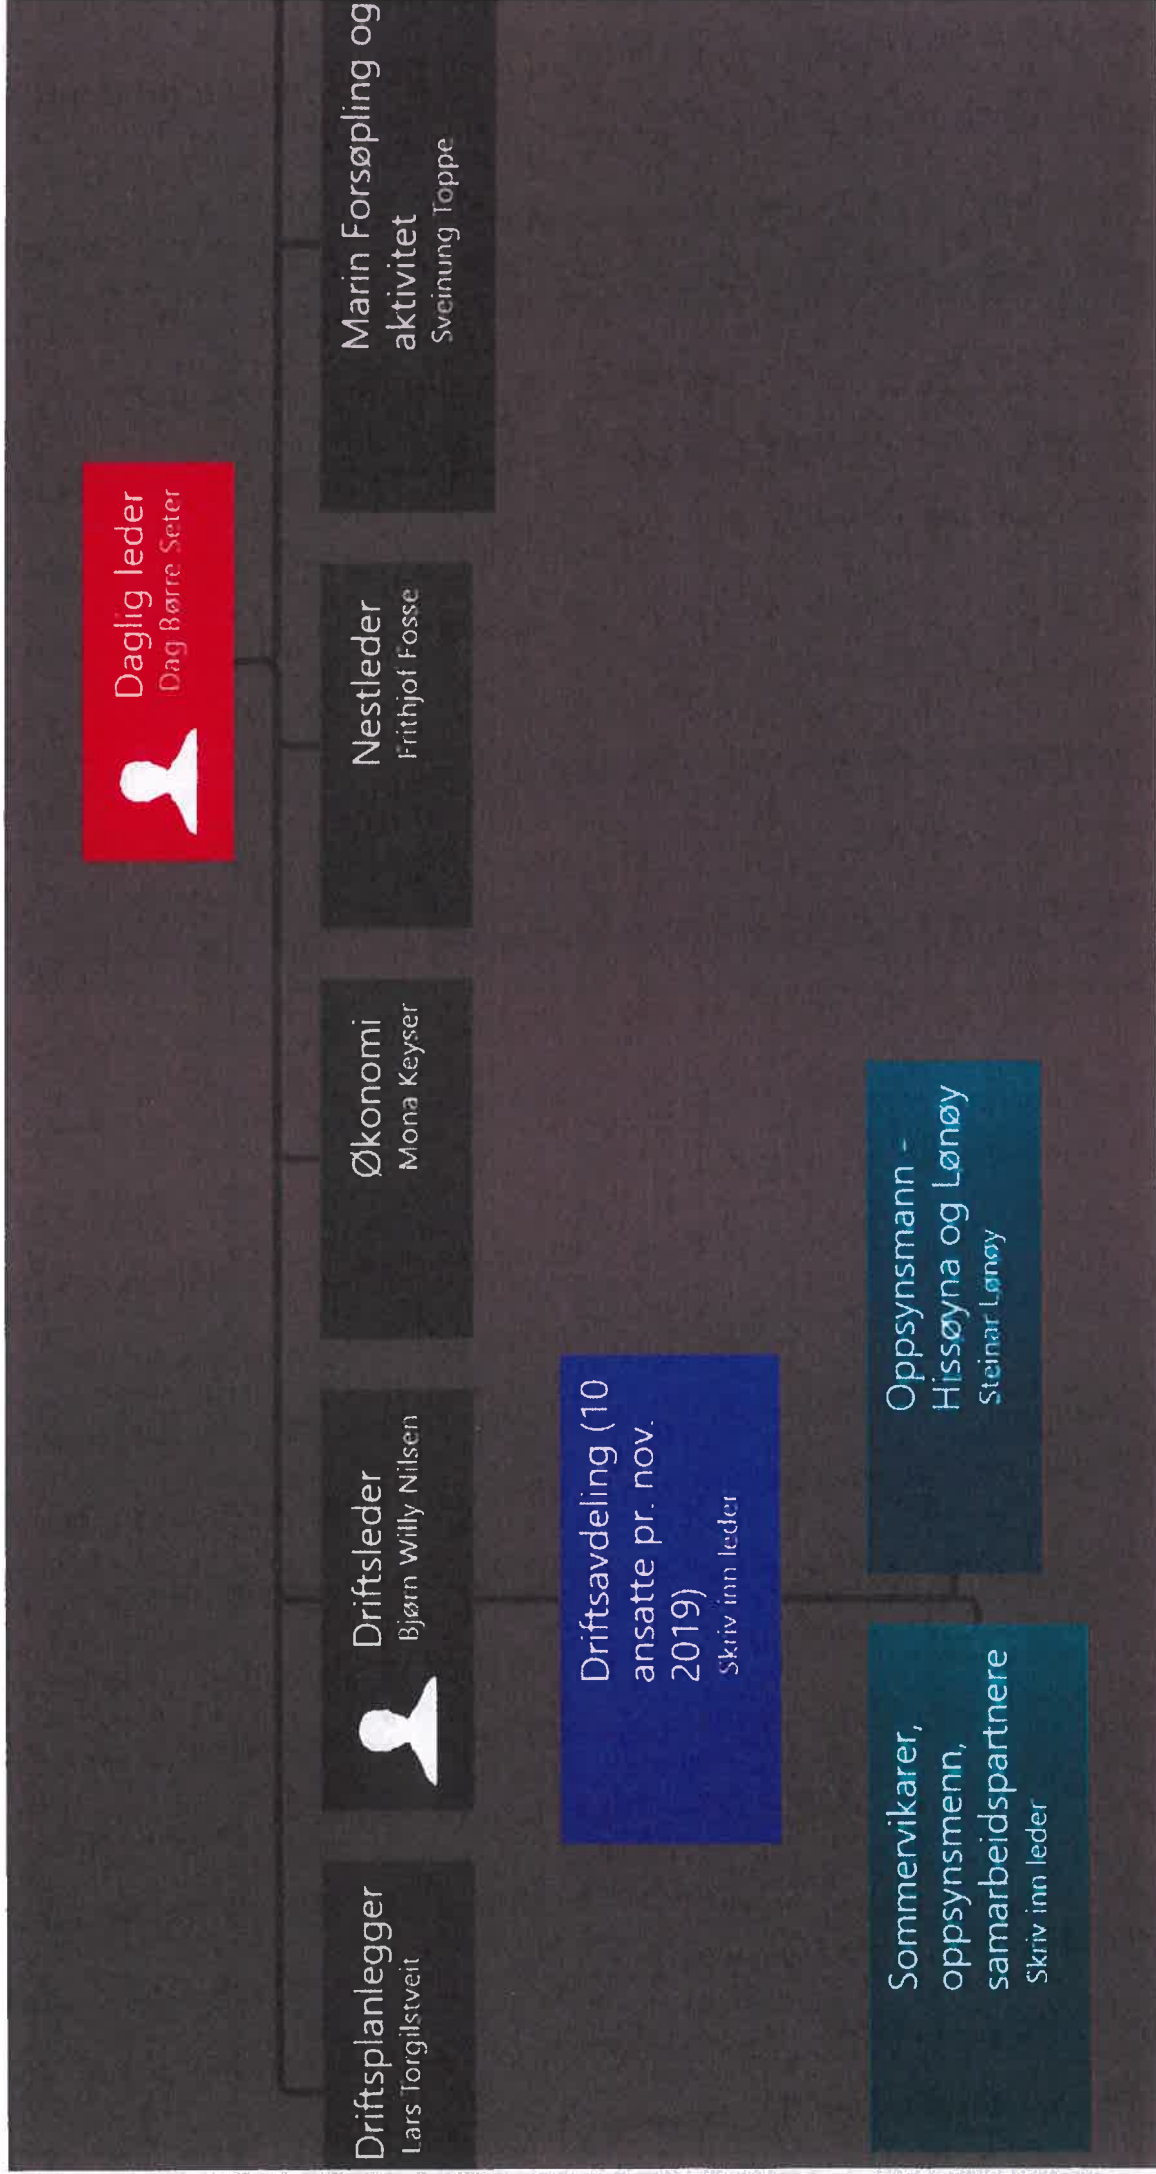 Daglig leder
Dag Børre Seter
Driftsplanlegger
Lars Torgilstveit
Driftsleder
Bjørn Willy Nilsen
Økonomi
Mona Keyser
Nestleder
Frithjof Fosse
Marin Forsøpling og
aktivitet
Sveinung Toppe
Driftsavdeling (10
ansatte pr. nov.
2019)
Skriv inn leder
Sommervikarer,
oppsynsmenn,
samarbeidspartnere
Skriv inn leder
Oppsynsmann -
Hissøyna og Lønøy
Steinar Lønøy